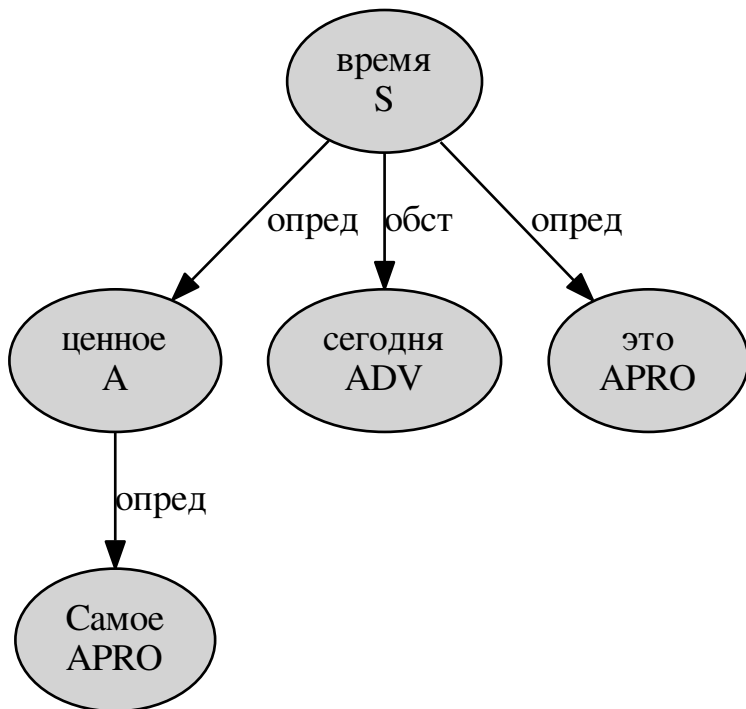 время
S
опред
обст
опред
ценное
A
сегодня
ADV
это
APRO
опред
Самое
APRO